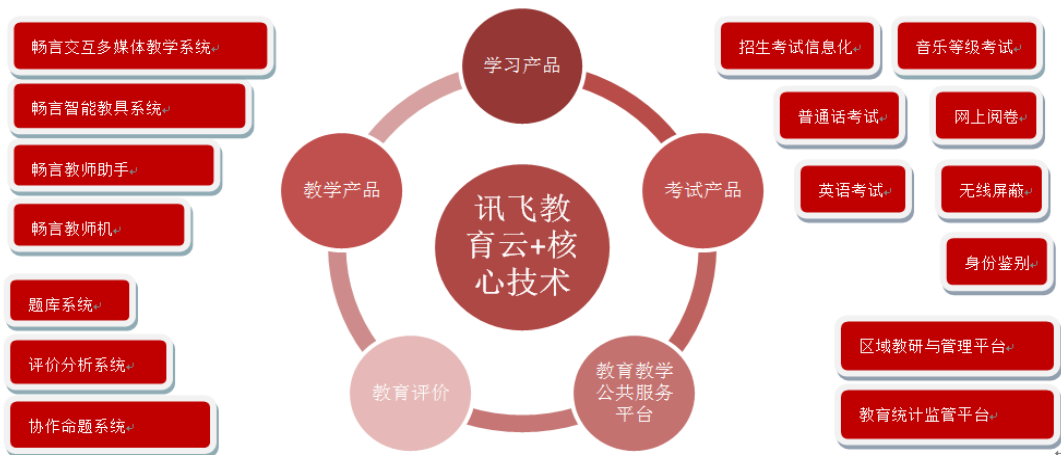 畅言交互多媒体教学系统
畅言智能教具系统
畅言教师助手
畅言教师机
题库系统
评价分析系统
协作命题系统
学习产品
教学产品
考试产品
讯飞教
育云+核
心技术
教育评价
教育教学
公共服务
平台
招生考试信息化
音乐等级考试
普通话考试
网上阅卷
英语考试
无线屏蔽
身份鉴别
区域教研与管理平台
教育统计监管平台